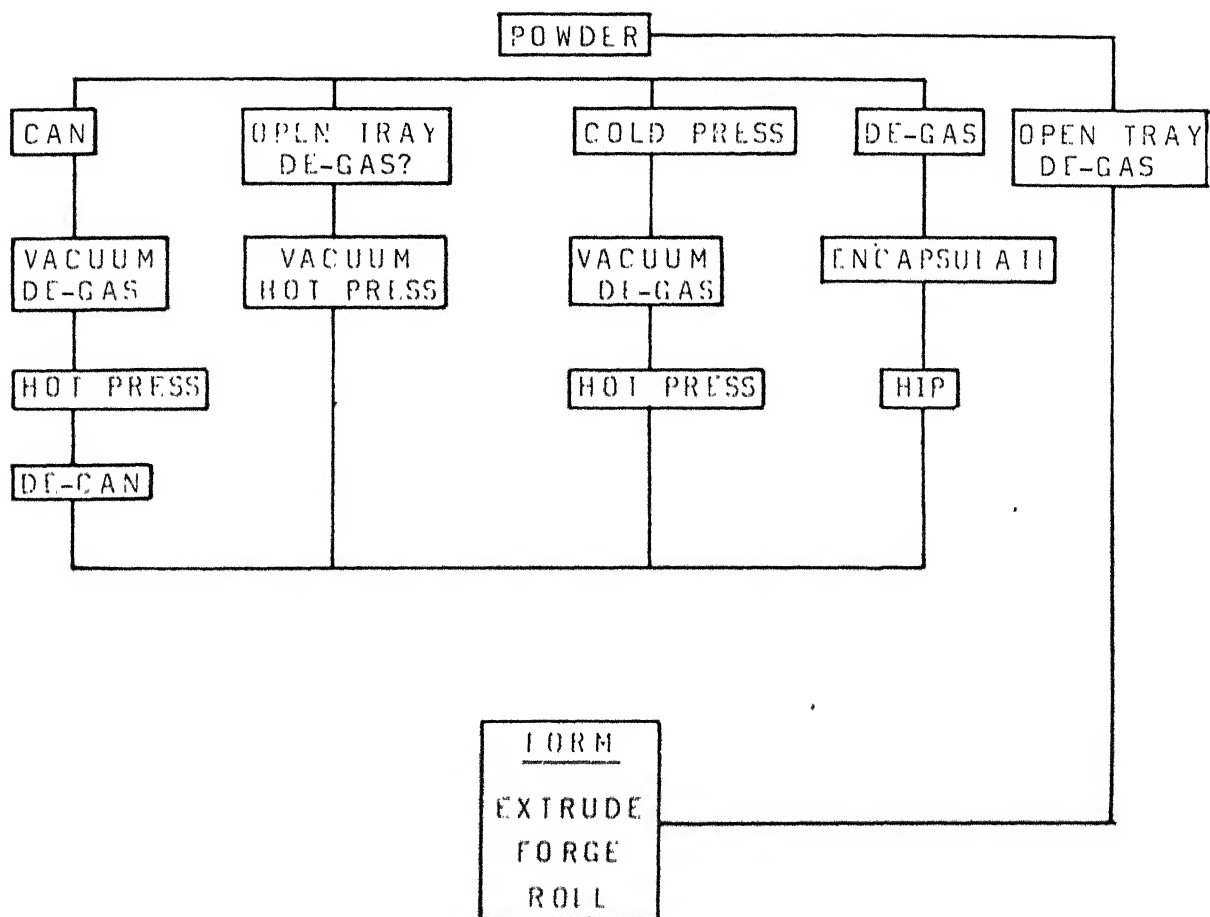 POWDER
CAN
OPEN TRAY
DE-GAS?
COLD PRESS
DE-GAS
OPEN TRAY
DE-GAS
VACUUM
DE-GAS
VACUUM
HOT PRESS
VACUUM
DE-GAS
ENCAPSULATE
HOT PRESS
HOT PRESS
HIP
DE-CAN
FORM
EXTRUDE
FORGE
ROLL